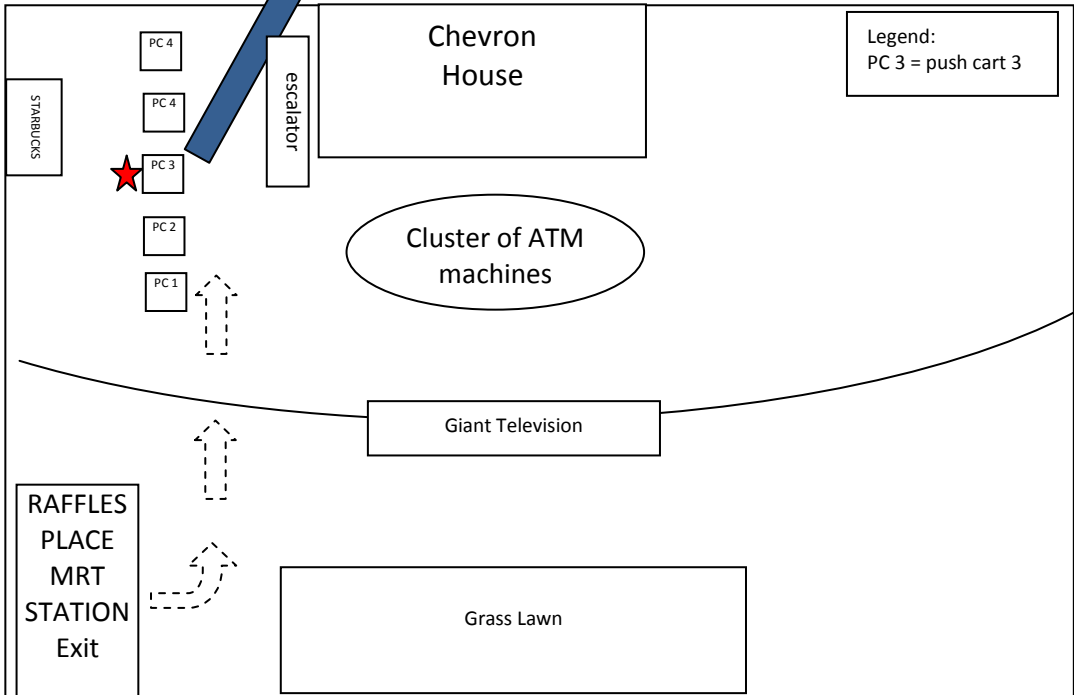 PC 4
Chevron
House
Legend:
PC 3 = push cart 3
STARBUCKS
PC 4
escalator
PC 3
PC 2
Cluster of ATM
machines
PC 1
Giant Television
RAFFLES
PLACE
MRT
STATION
Exit
Grass Lawn